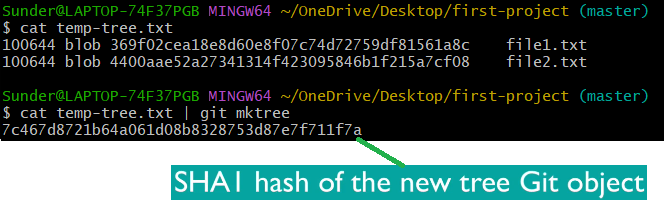 Sunder@LAPTOP-74F37PGB MINGW64 ~/OneDrive/Desktop/first-project (master)
$ cat temp-tree.txt
100644 blob 369f02cea18e8d60e8f07c74d72759df81561a8c    file1.txt
100644 blob 4400aae52a27341314f423095846b1f215a7cf08    file2.txt
Sunder@LAPTOP-74F37PGB MINGW64 ~/OneDrive/Desktop/first-project (master)
$ cat temp-tree.txt | git mktree
7c467d8721b64a061d08b8328753d87e7f711f7a
SHA1 hash of the new tree Git object